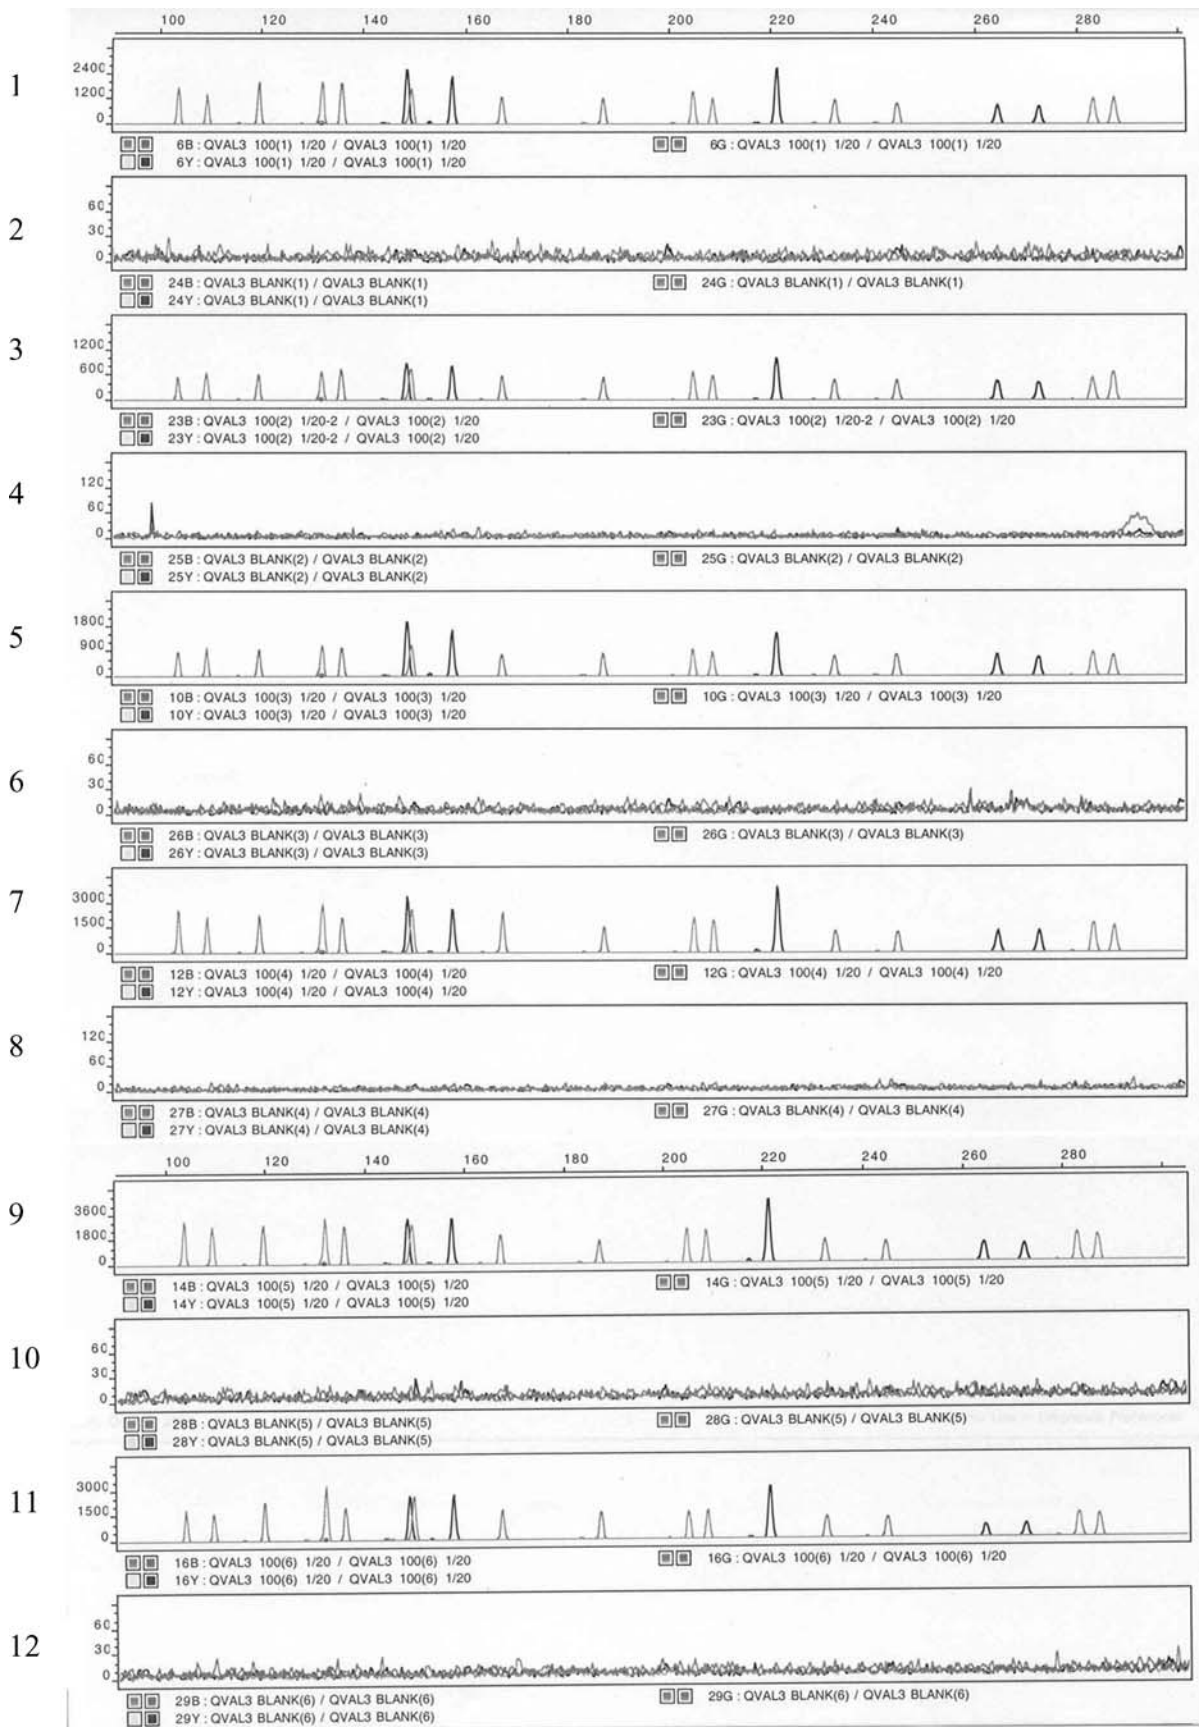 100 120 140 160 180 200 220 240 260 280
1
2400
1200
0
6B : QVAL3 100(1) 1/20 / QVAL3 100(1) 1/20 6G : QVAL3 100(1) 1/20 / QVAL3 100(1) 1/20
6Y : QVAL3 100(1) 1/20 / QVAL3 100(1) 1/20
2
60
30
0
24B : QVAL3 BLANK(1) / QVAL3 BLANK(1) 24G : QVAL3 BLANK(1) / QVAL3 BLANK(1)
24Y : QVAL3 BLANK(1) / QVAL3 BLANK(1)
3
1200
600
0
23B : QVAL3 100(2) 1/20-2 / QVAL3 100(2) 1/20 23G : QVAL3 100(2) 1/20-2 / QVAL3 100(2) 1/20
23Y : QVAL3 100(2) 1/20-2 / QVAL3 100(2) 1/20
4
120
60
0
25B : QVAL3 BLANK(2) / QVAL3 BLANK(2) 25G : QVAL3 BLANK(2) / QVAL3 BLANK(2)
25Y : QVAL3 BLANK(2) / QVAL3 BLANK(2)
5
1800
900
0
10B : QVAL3 100(3) 1/20 / QVAL3 100(3) 1/20 10G : QVAL3 100(3) 1/20 / QVAL3 100(3) 1/20
10Y : QVAL3 100(3) 1/20 / QVAL3 100(3) 1/20
6
60
30
0
26B : QVAL3 BLANK(3) / QVAL3 BLANK(3) 26G : QVAL3 BLANK(3) / QVAL3 BLANK(3)
26Y : QVAL3 BLANK(3) / QVAL3 BLANK(3)
7
3000
1500
0
12B : QVAL3 100(4) 1/20 / QVAL3 100(4) 1/20 12G : QVAL3 100(4) 1/20 / QVAL3 100(4) 1/20
12Y : QVAL3 100(4) 1/20 / QVAL3 100(4) 1/20
8
120
60
0
27B : QVAL3 BLANK(4) / QVAL3 BLANK(4) 27G : QVAL3 BLANK(4) / QVAL3 BLANK(4)
27Y : QVAL3 BLANK(4) / QVAL3 BLANK(4)
100 120 140 160 180 200 220 240 260 280
9
3600
1800
0
14B : QVAL3 100(5) 1/20 / QVAL3 100(5) 1/20 14G : QVAL3 100(5) 1/20 / QVAL3 100(5) 1/20
14Y : QVAL3 100(5) 1/20 / QVAL3 100(5) 1/20
10
60
30
0
28B : QVAL3 BLANK(5) / QVAL3 BLANK(5) 28G : QVAL3 BLANK(5) / QVAL3 BLANK(5)
28Y : QVAL3 BLANK(5) / QVAL3 BLANK(5)
11
3000
1500
0
16B : QVAL3 100(6) 1/20 / QVAL3 100(6) 1/20 16G : QVAL3 100(6) 1/20 / QVAL3 100(6) 1/20
16Y : QVAL3 100(6) 1/20 / QVAL3 100(6) 1/20
12
60
30
0
29B : QVAL3 BLANK(6) / QVAL3 BLANK(6) 29G : QVAL3 BLANK(6) / QVAL3 BLANK(6)
29Y : QVAL3 BLANK(6) / QVAL3 BLANK(6)